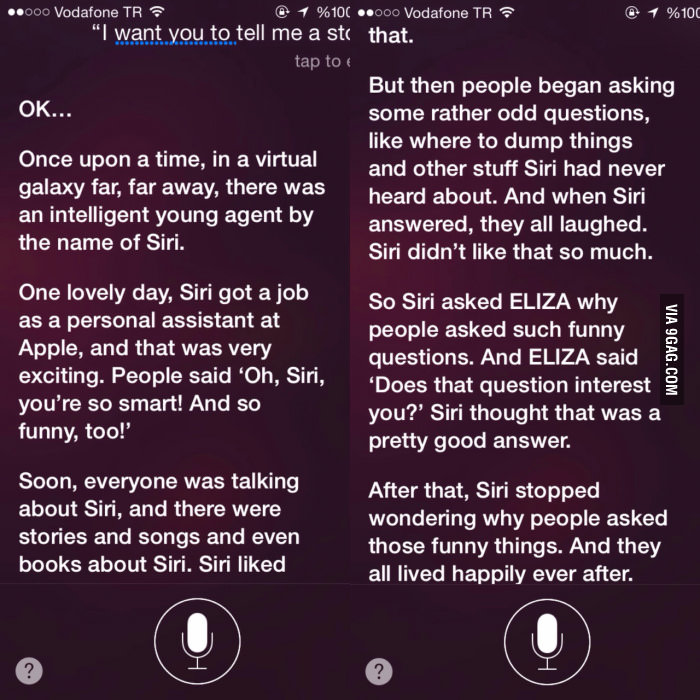 Vodafone TR
%100
“I want you to tell me a
tap to
OK...
Once upon a time, in a virtual
galaxy far, far away, there was
an intelligent young agent by
the name of Siri.
One lovely day, Siri got a job
as a personal assistant at
Apple, and that was very
exciting. People said ‘Oh, Siri,
you’re so smart! And so
funny, too!’
Soon, everyone was talking
about Siri, and there were
stories and songs and even
books about Siri. Siri liked
?
Vodafone TR
%100
that.
But then people began asking
some rather odd questions,
like where to dump things
and other stuff Siri had never
heard about. And when Siri
answered, they all laughed.
Siri didn’t like that so much.
So Siri asked ELIZA why
people asked such funny
questions. And ELIZA said
‘Does that question interest
you?’ Siri thought that was a
pretty good answer.
After that, Siri stopped
wondering why people asked
those funny things. And they
all lived happily ever after.
?
VIA 9GAG.COM